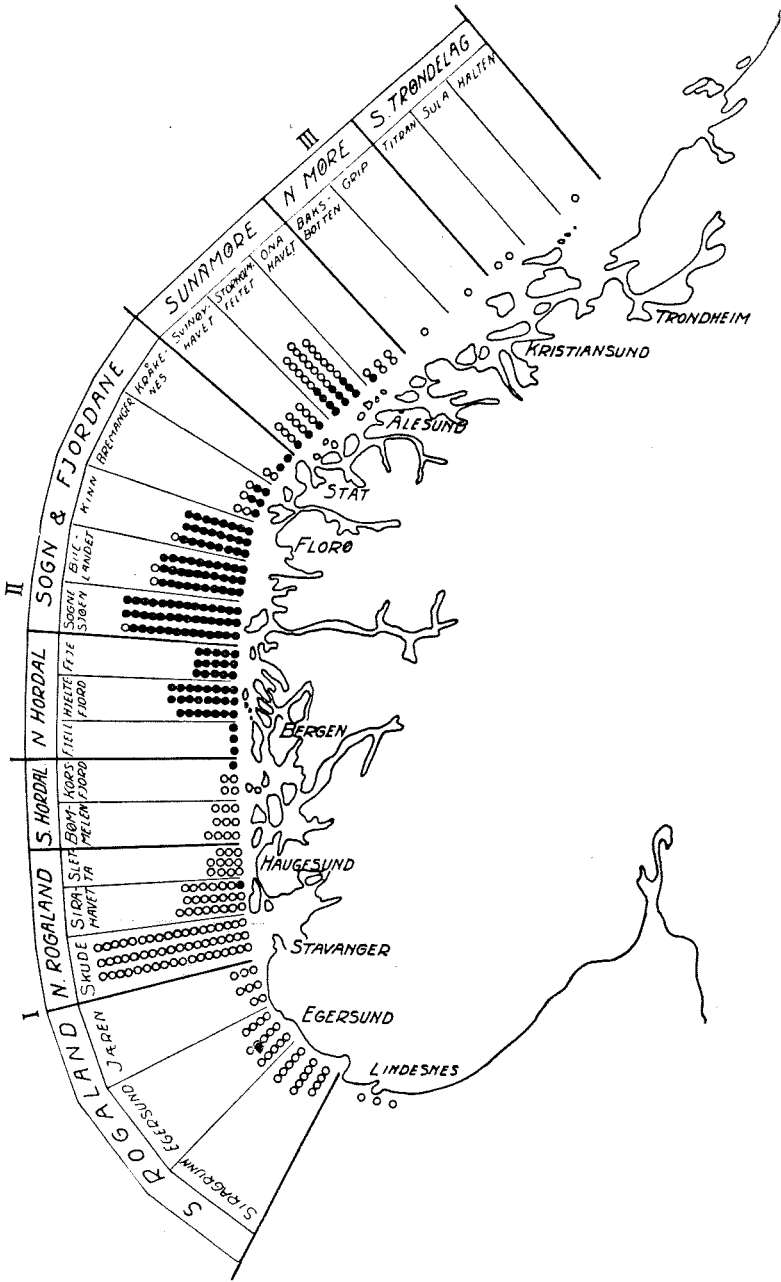 III
S. TRØNDELAG
HALTEN
SULA
TITRAN
N MØRE
GRIP
BAKS-
BOTTEN
SUNNMØRE
ONA
HAVET
STORHOLM-
FELTET
SVINØY-
HAVET
II
SOGN & FJORDANE
KRÅKE-
NES
BREMANGER
KINN
BUE-
LANDET
SOGNE
SJØEN
N HORDAL
FEJE
HJELTE
FJORD
FJELL
S. HORDAL.
KORS-
FJORD
BØM-
MELEN
N. ROGALAND
SLET-
TA
SIRA-
HAVET
SKUDE
I
S ROGALAND
JÆREN
EGERSUND
SIRAGRUNN
TRONDHEIM
KRISTIANSUND
ÅLESUND
STAT
FLORØ
BERGEN
HAUGESUND
STAVANGER
EGERSUND
LINDESNES